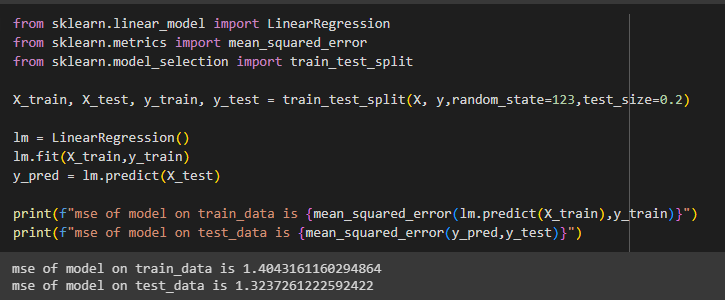 from sklearn.linear_model import LinearRegression
from sklearn.metrics import mean_squared_error
from sklearn.model_selection import train_test_split
X_train, X_test, y_train, y_test = train_test_split(X, y,random_state=123,test_size=0.2)
lm = LinearRegression()
lm.fit(X_train,y_train)
y_pred = lm.predict(X_test)
print(f"mse of model on train_data is {mean_squared_error(lm.predict(X_train),y_train)}")
print(f"mse of model on test_data is {mean_squared_error(y_pred,y_test)}")
mse of model on train_data is 1.4043161160294864
mse of model on test_data is 1.3237261222592422